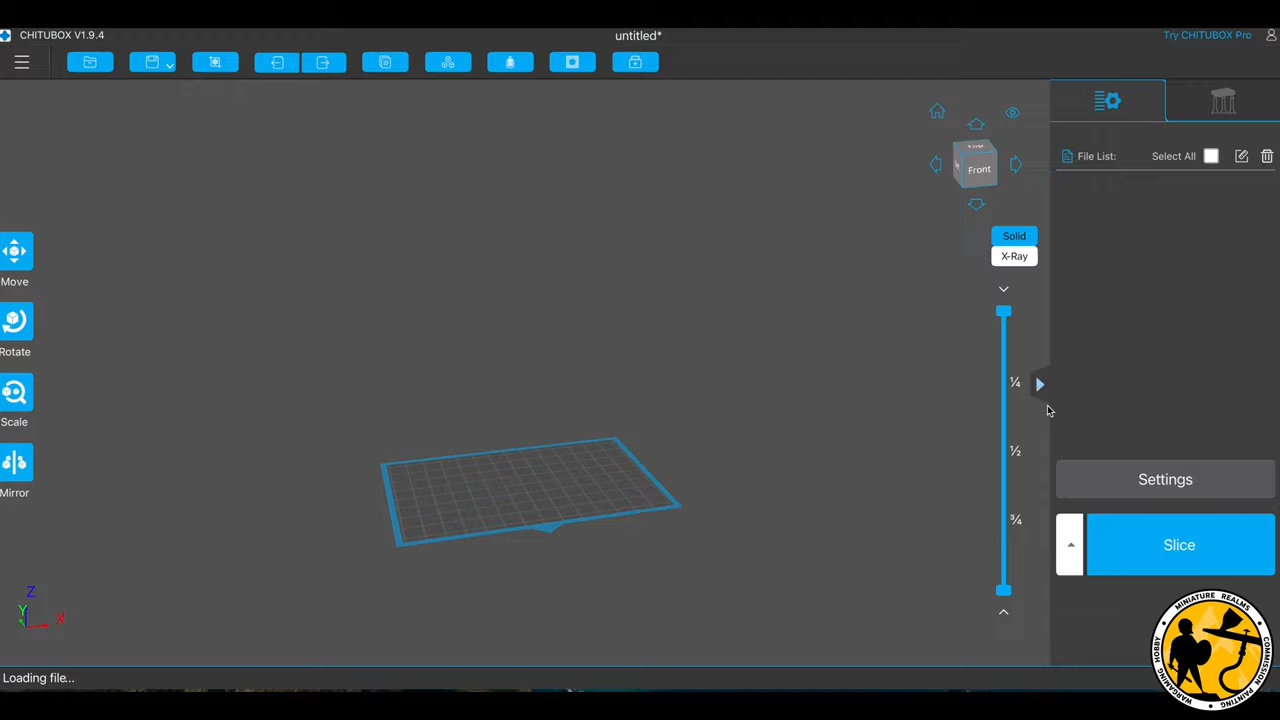 CHITUBOX V1.9.4
untitled*
Try CHITUBOX Pro
Top
Front
File List:
Select All
Solid
X-Ray
Move
Rotate
Scale
Mirror
¼
½
¾
Settings
Slice
Z
Y
X
Loading file...
MINIATURE REALMS
HOBBY WARGAMING
COMMISSION PAINTING